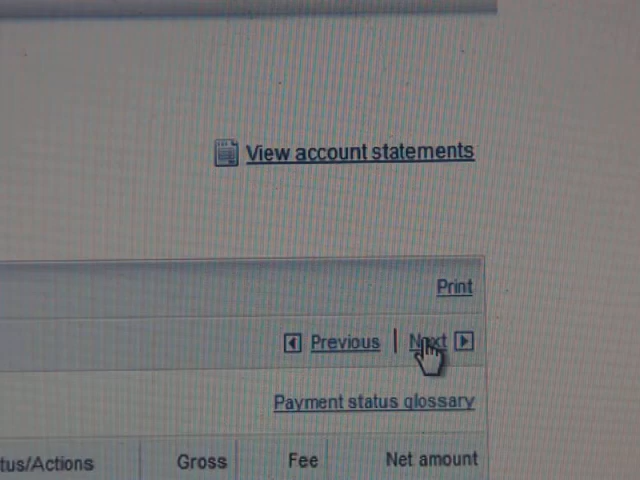 View account statements
Print
Previous | Next
Payment status glossary
tus/Actions Gross Fee Net amount